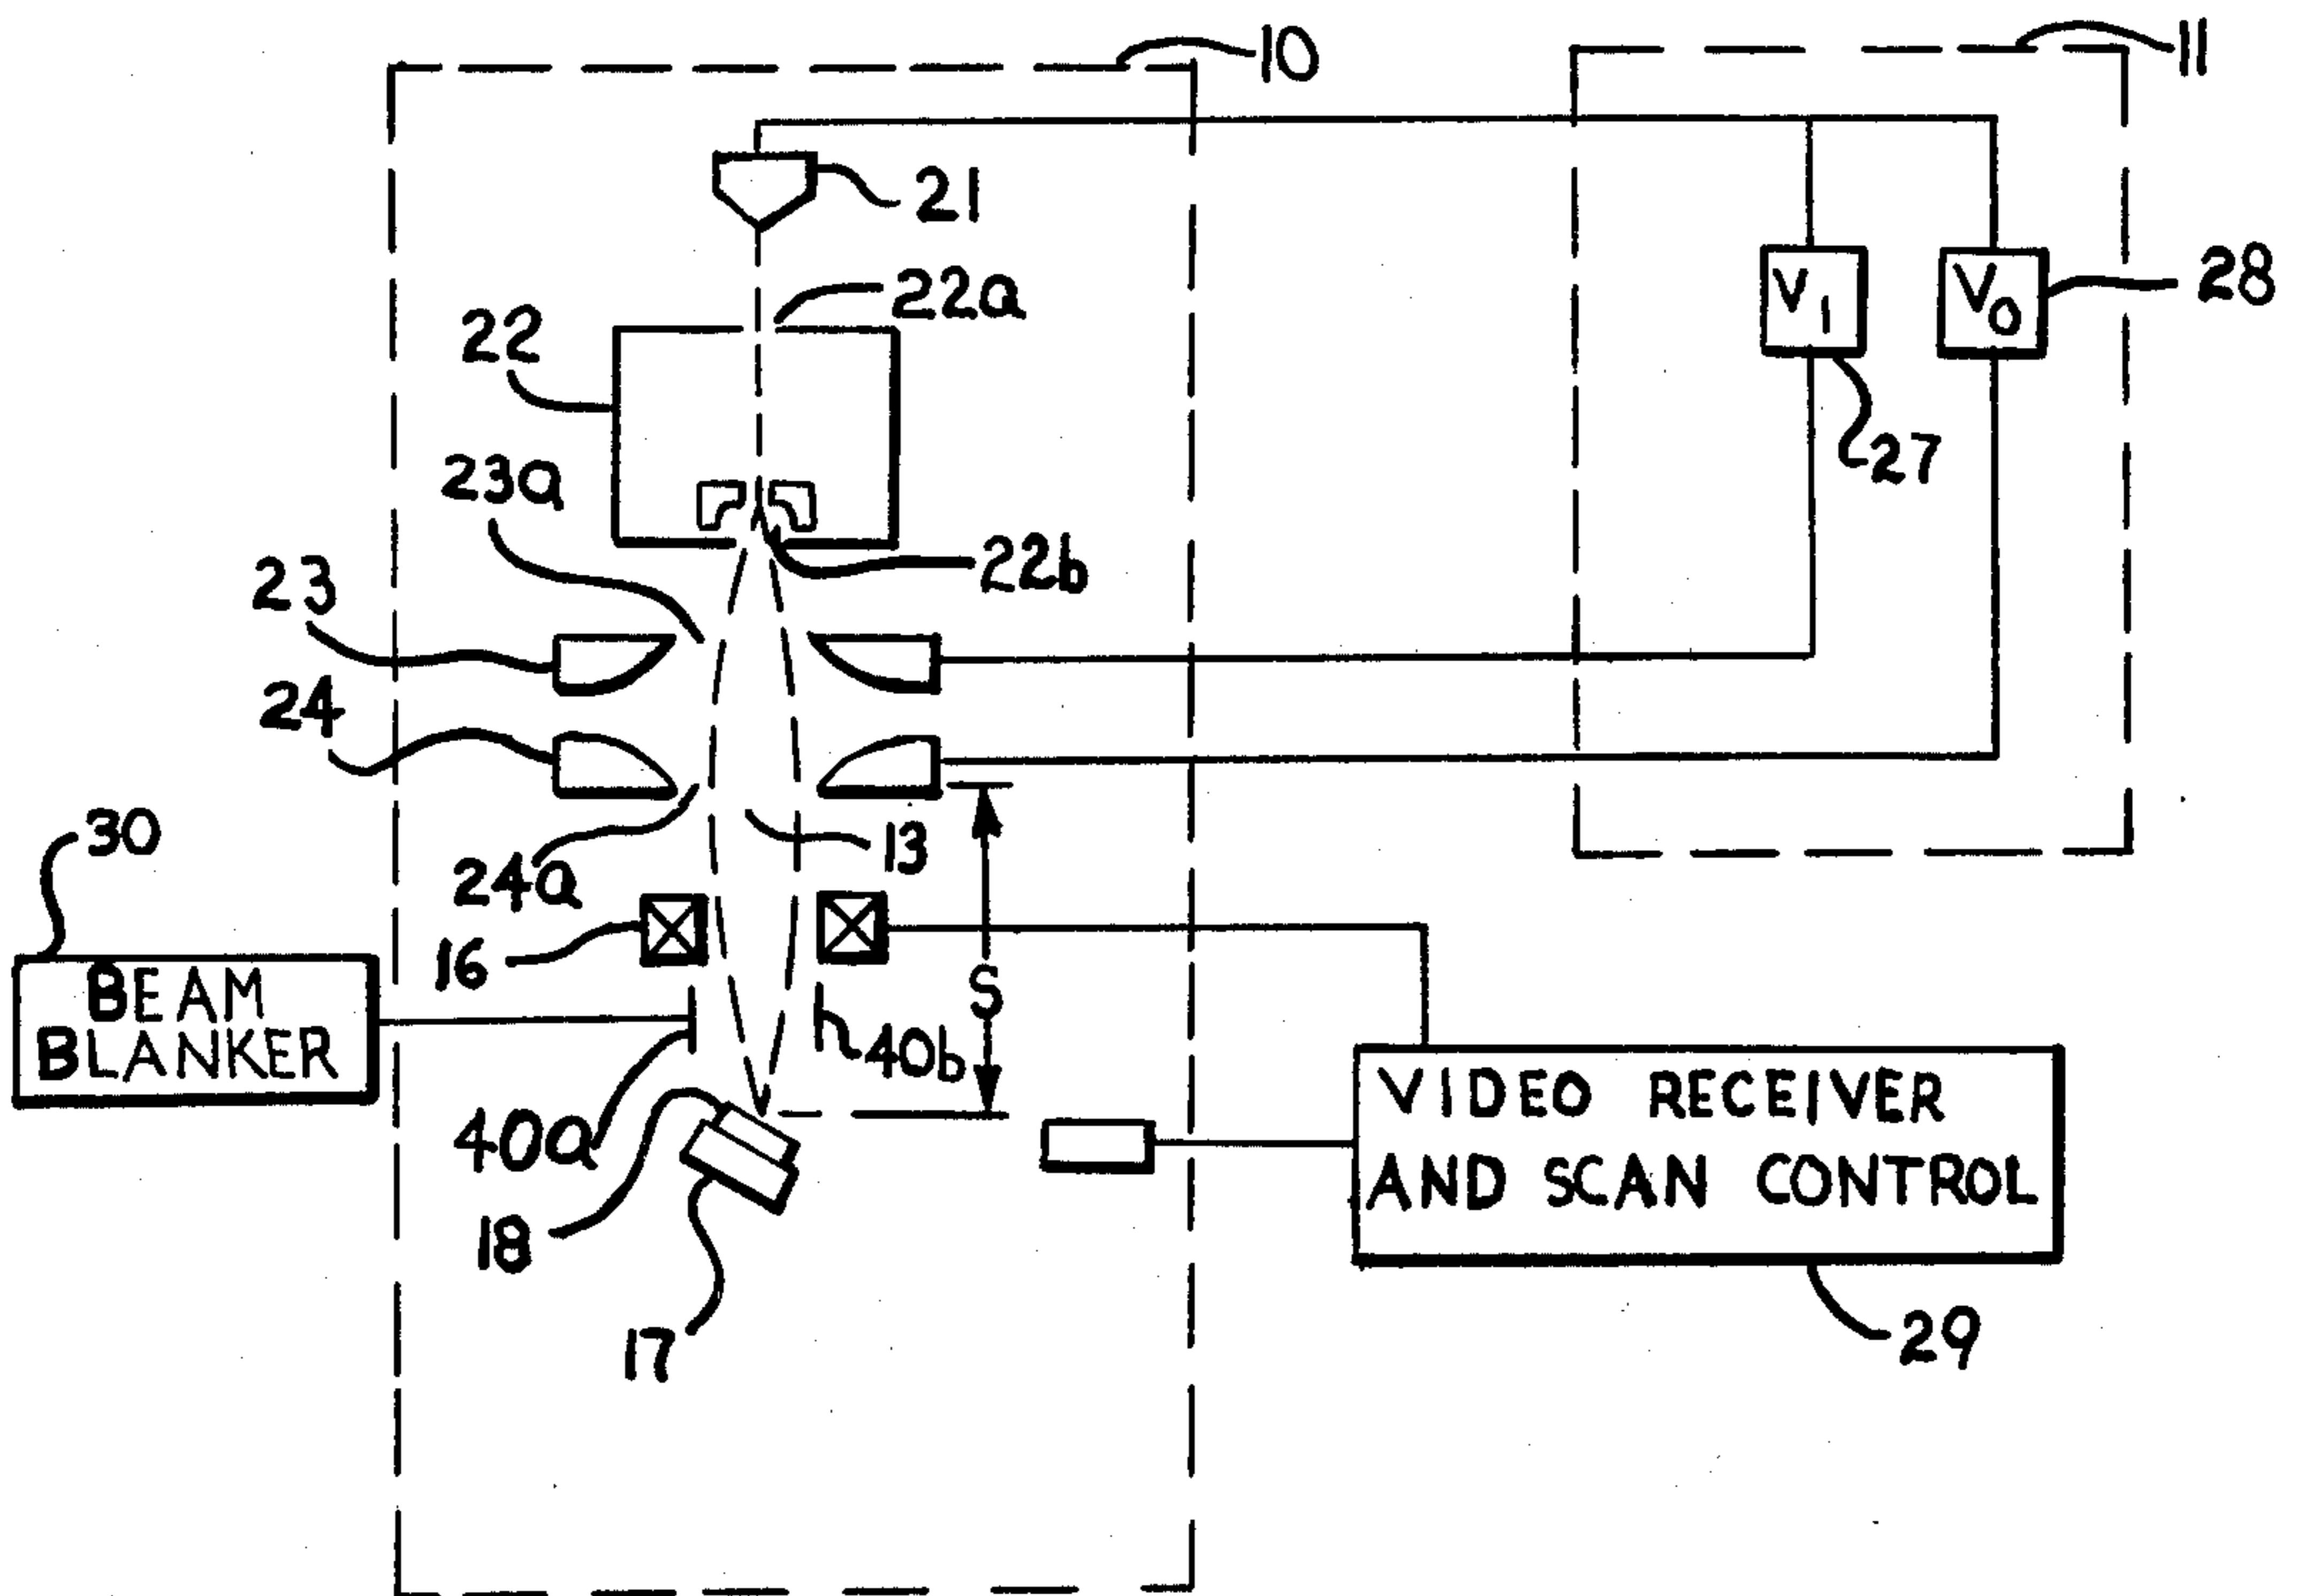 10
11
21
22a
22
V1
V0
28
27
23a
22b
23
24
30
13
24a
16
S
BEAM
BLANKER
40b
40a
VIDEO RECEIVER
AND SCAN CONTROL
18
17
29